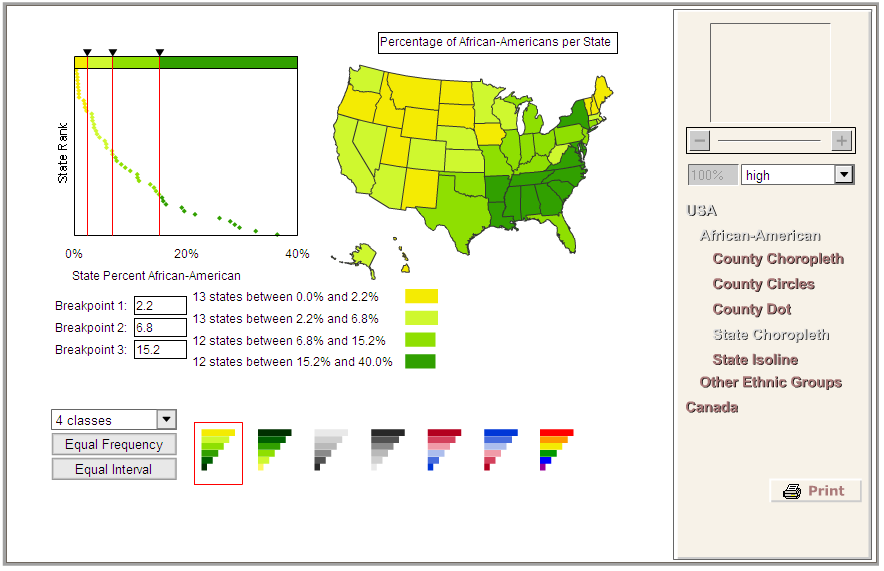 Percentage of African-Americans per State
State Rank
0%
20%
40%
State Percent African-American
Breakpoint 1: 2.2
Breakpoint 2: 6.8
Breakpoint 3: 15.2
13 states between 0.0% and 2.2%
13 states between 2.2% and 6.8%
12 states between 6.8% and 15.2%
12 states between 15.2% and 40.0%
4 classes
Equal Frequency
Equal Interval
100%
high
USA
African-American
County Choropleth
County Circles
County Dot
State Choropleth
State Isoline
Other Ethnic Groups
Canada
Print